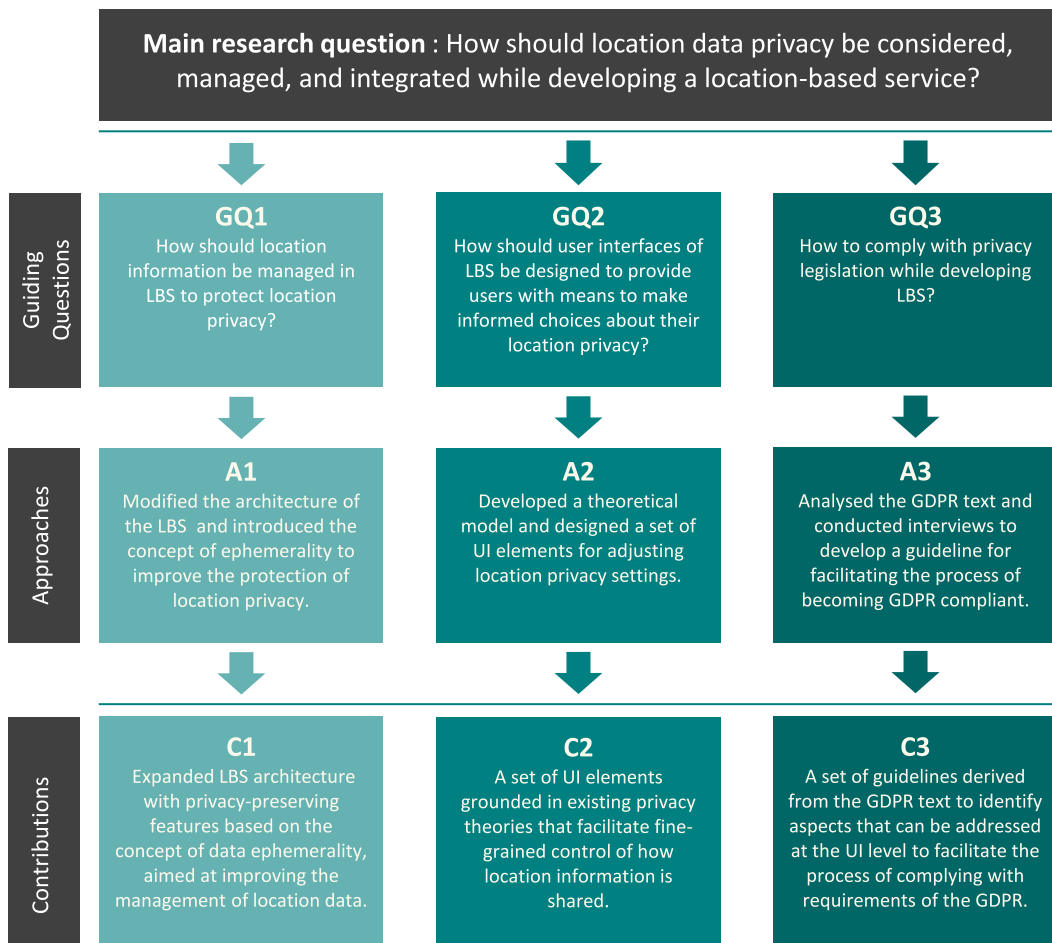 Main research question : How should location data privacy be considered,
managed, and integrated while developing a location-based service?
Guiding
Questions
GQ1
How should location
information be managed in
LBS to protect location
privacy?
GQ2
How should user interfaces of
LBS be designed to provide
users with means to make
informed choices about their
location privacy?
GQ3
How to comply with privacy
legislation while developing
LBS?
Approaches
A1
Modified the architecture of
the LBS and introduced the
concept of ephemerality to
improve the protection of
location privacy.
A2
Developed a theoretical
model and designed a set of
UI elements for adjusting
location privacy settings.
A3
Analysed the GDPR text and
conducted interviews to
develop a guideline for
facilitating the process of
becoming GDPR compliant.
Contributions
C1
Expanded LBS architecture
with privacy-preserving
features based on the
concept of data ephemerality,
aimed at improving the
management of location data.
C2
A set of UI elements
grounded in existing privacy
theories that facilitate fine-
grained control of how
location information is
shared.
C3
A set of guidelines derived
from the GDPR text to identify
aspects that can be addressed
at the UI level to facilitate the
process of complying with
requirements of the GDPR.